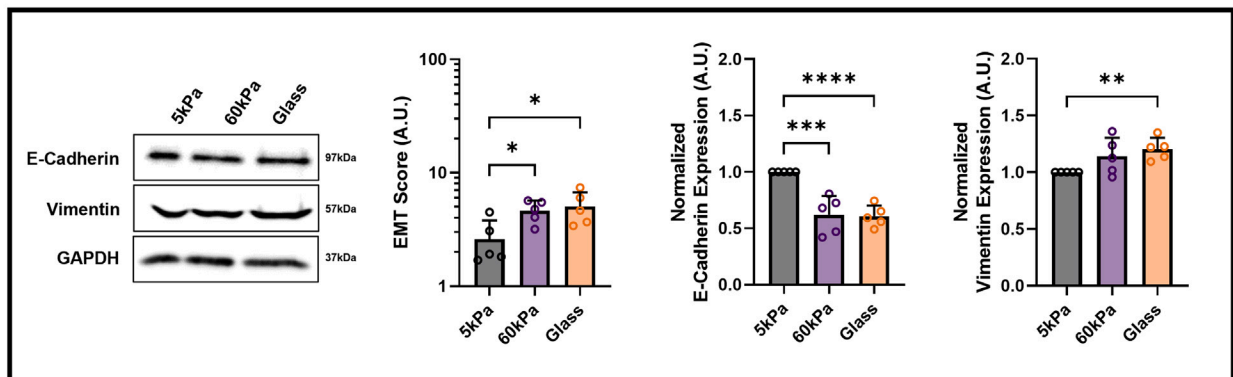 5kPa 60kPa Glass
E-Cadherin 97kDa
Vimentin 57kDa
GAPDH 37kDa
EMT Score (A.U.)
100
10
1
*
*
5kPa 60kPa Glass
Normalized
E-Cadherin Expression (A.U.)
2.0
1.5
1.0
0.5
0.0
****
***
5kPa 60kPa Glass
Normalized
Vimentin Expression (A.U.)
2.0
1.5
1.0
0.5
0.0
**
5kPa 60kPa Glass